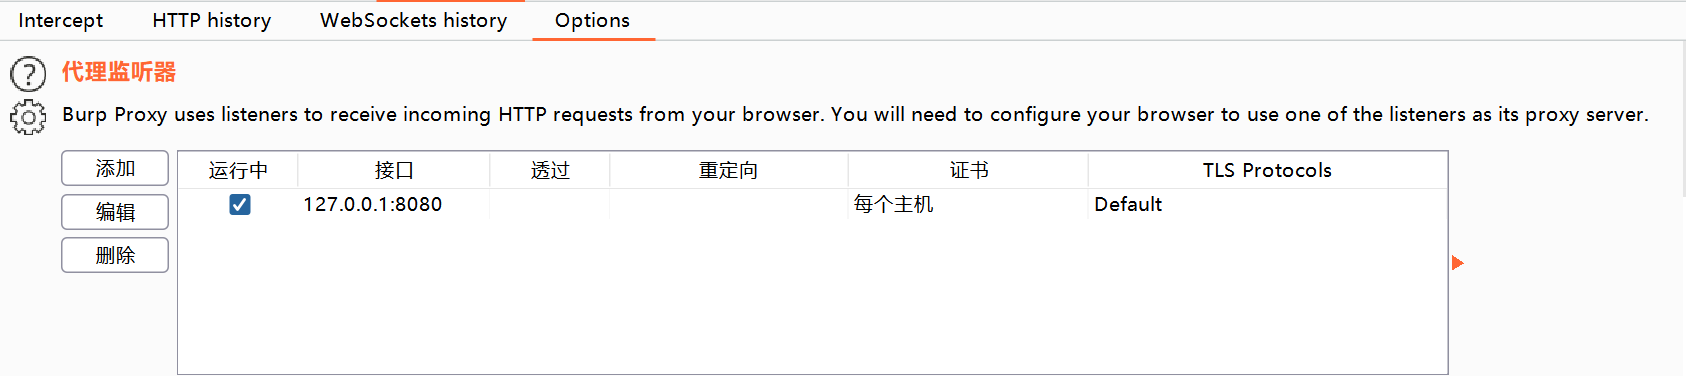 Intercept HTTP history WebSockets history Options
代理监听器
Burp Proxy uses listeners to receive incoming HTTP requests from your browser. You will need to configure your browser to use one of the listeners as its proxy server.
添加 运行中 接口 透过 重定向 证书 TLS Protocols
编辑 127.0.0.1:8080 每个主机 Default
删除